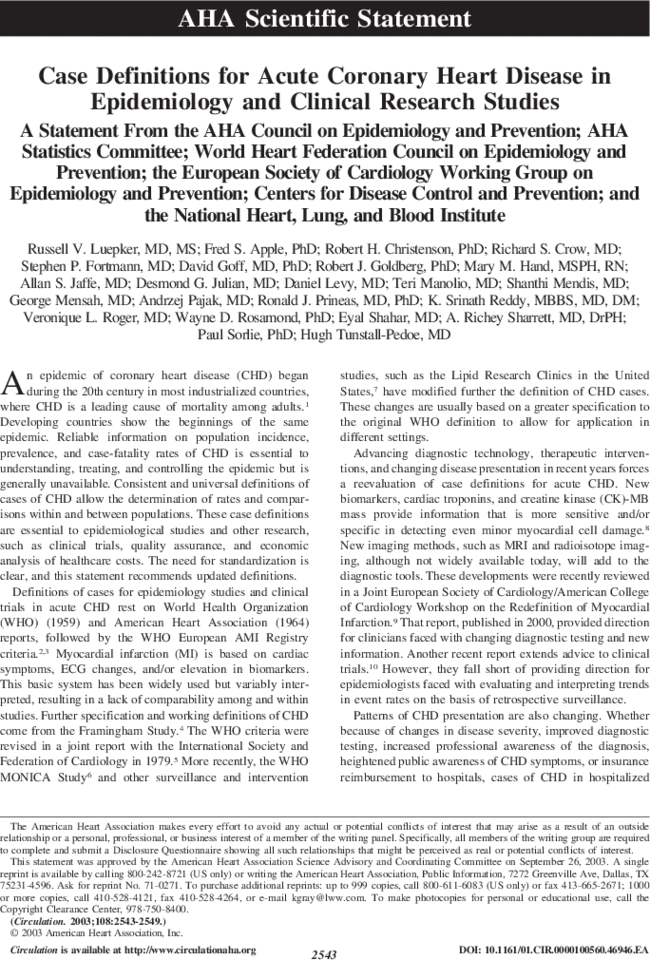 AHA Scientific Statement
Case Definitions for Acute Coronary Heart Disease in
Epidemiology and Clinical Research Studies
A Statement From the AHA Council on Epidemiology and Prevention; AHA
Statistics Committee; World Heart Federation Council on Epidemiology and
Prevention; the European Society of Cardiology Working Group on
Epidemiology and Prevention; Centers for Disease Control and Prevention; and
the National Heart, Lung, and Blood Institute
Russell V. Luepker, MD, MS; Fred S. Apple, PhD; Robert H. Christenson, PhD; Richard S. Crow, MD;
Stephen P. Fortmann, MD; David Goff, MD, PhD; Robert J. Goldberg, PhD; Mary M. Hand, MSPH, RN;
Allan S. Jaffe, MD; Desmond G. Julian, MD; Daniel Levy, MD; Teri Manolio, MD; Shanthi Mendis, MD;
George Mensah, MD; Andrzej Pajak, MD; Ronald J. Prineas, MD, PhD; K. Srinath Reddy, MBBS, MD, DM;
Veronique L. Roger, MD; Wayne D. Rosamond, PhD; Eyal Shahar, MD; A. Richey Sharrett, MD, DrPH;
Paul Sorlie, PhD; Hugh Tunstall-Pedoe, MD
An epidemic of coronary heart disease (CHD) began
during the 20th century in most industrialized countries,
where CHD is a leading cause of mortality among adults.¹
Developing countries show the beginnings of the same
epidemic. Reliable information on population incidence,
prevalence, and case-fatality rates of CHD is essential to
understanding, treating, and controlling the epidemic but is
generally unavailable. Consistent and universal definitions of
cases of CHD allow the determination of rates and compar-
isons within and between populations. These case definitions
are essential to epidemiological studies and other research,
such as clinical trials, quality assurance, and economic
analysis of healthcare costs. The need for standardization is
clear, and this statement recommends updated definitions.
Definitions of cases for epidemiology studies and clinical
trials in acute CHD rest on World Health Organization
(WHO) (1959) and American Heart Association (1964)
reports, followed by the WHO European AMI Registry
criteria.²,³ Myocardial infarction (MI) is based on cardiac
symptoms, ECG changes, and/or elevation in biomarkers.
This basic system has been widely used but variably inter-
preted, resulting in a lack of comparability among and within
studies. Further specification and working definitions of CHD
come from the Framingham Study.⁴ The WHO criteria were
revised in a joint report with the International Society and
Federation of Cardiology in 1979.⁵ More recently, the WHO
MONICA Study⁶ and other surveillance and intervention
studies, such as the Lipid Research Clinics in the United
States,⁷ have modified further the definition of CHD cases.
These changes are usually based on a greater specification to
the original WHO definition to allow for application in
different settings.
Advancing diagnostic technology, therapeutic interven-
tions, and changing disease presentation in recent years forces
a reevaluation of case definitions for acute CHD. New
biomarkers, cardiac troponins, and creatine kinase (CK)-MB
mass provide information that is more sensitive and/or
specific in detecting even minor myocardial cell damage.⁸
New imaging methods, such as MRI and radioisotope imag-
ing, although not widely available today, will add to the
diagnostic tools. These developments were recently reviewed
in a Joint European Society of Cardiology/American College
of Cardiology Workshop on the Redefinition of Myocardial
Infarction.⁹ That report, published in 2000, provided direction
for clinicians faced with changing diagnostic testing and new
information. Another recent report extends advice to clinical
trials.¹⁰ However, they fall short of providing direction for
epidemiologists faced with evaluating and interpreting trends
in event rates on the basis of retrospective surveillance.
Patterns of CHD presentation are also changing. Whether
because of changes in disease severity, improved diagnostic
testing, increased professional awareness of the diagnosis,
heightened public awareness of CHD symptoms, or insurance
reimbursement to hospitals, cases of CHD in hospitalized
The American Heart Association makes every effort to avoid any actual or potential conflicts of interest that may arise as a result of an outside
relationship or a personal, professional, or business interest of a member of the writing panel. Specifically, all members of the writing group are required
to complete and submit a Disclosure Questionnaire showing all such relationships that might be perceived as real or potential conflicts of interest.
This statement was approved by the American Heart Association Science Advisory and Coordinating Committee on September 26, 2003. A single
reprint is available by calling 800-242-8721 (US only) or writing the American Heart Association, Public Information, 7272 Greenville Ave, Dallas, TX
75231-4596. Ask for reprint No. 71-0271. To purchase additional reprints: up to 999 copies, call 800-611-6083 (US only) or fax 413-665-2671; 1000
or more copies, call 410-528-4121, fax 410-528-4264, or e-mail kgray@lww.com. To make photocopies for personal or educational use, call the
Copyright Clearance Center, 978-750-8400.
(Circulation. 2003;108:2543-2549.)
© 2003 American Heart Association, Inc.
Circulation is available at http://www.circulationaha.org
2543
DOI: 10.1161/01.CIR.0000100560.46946.EA